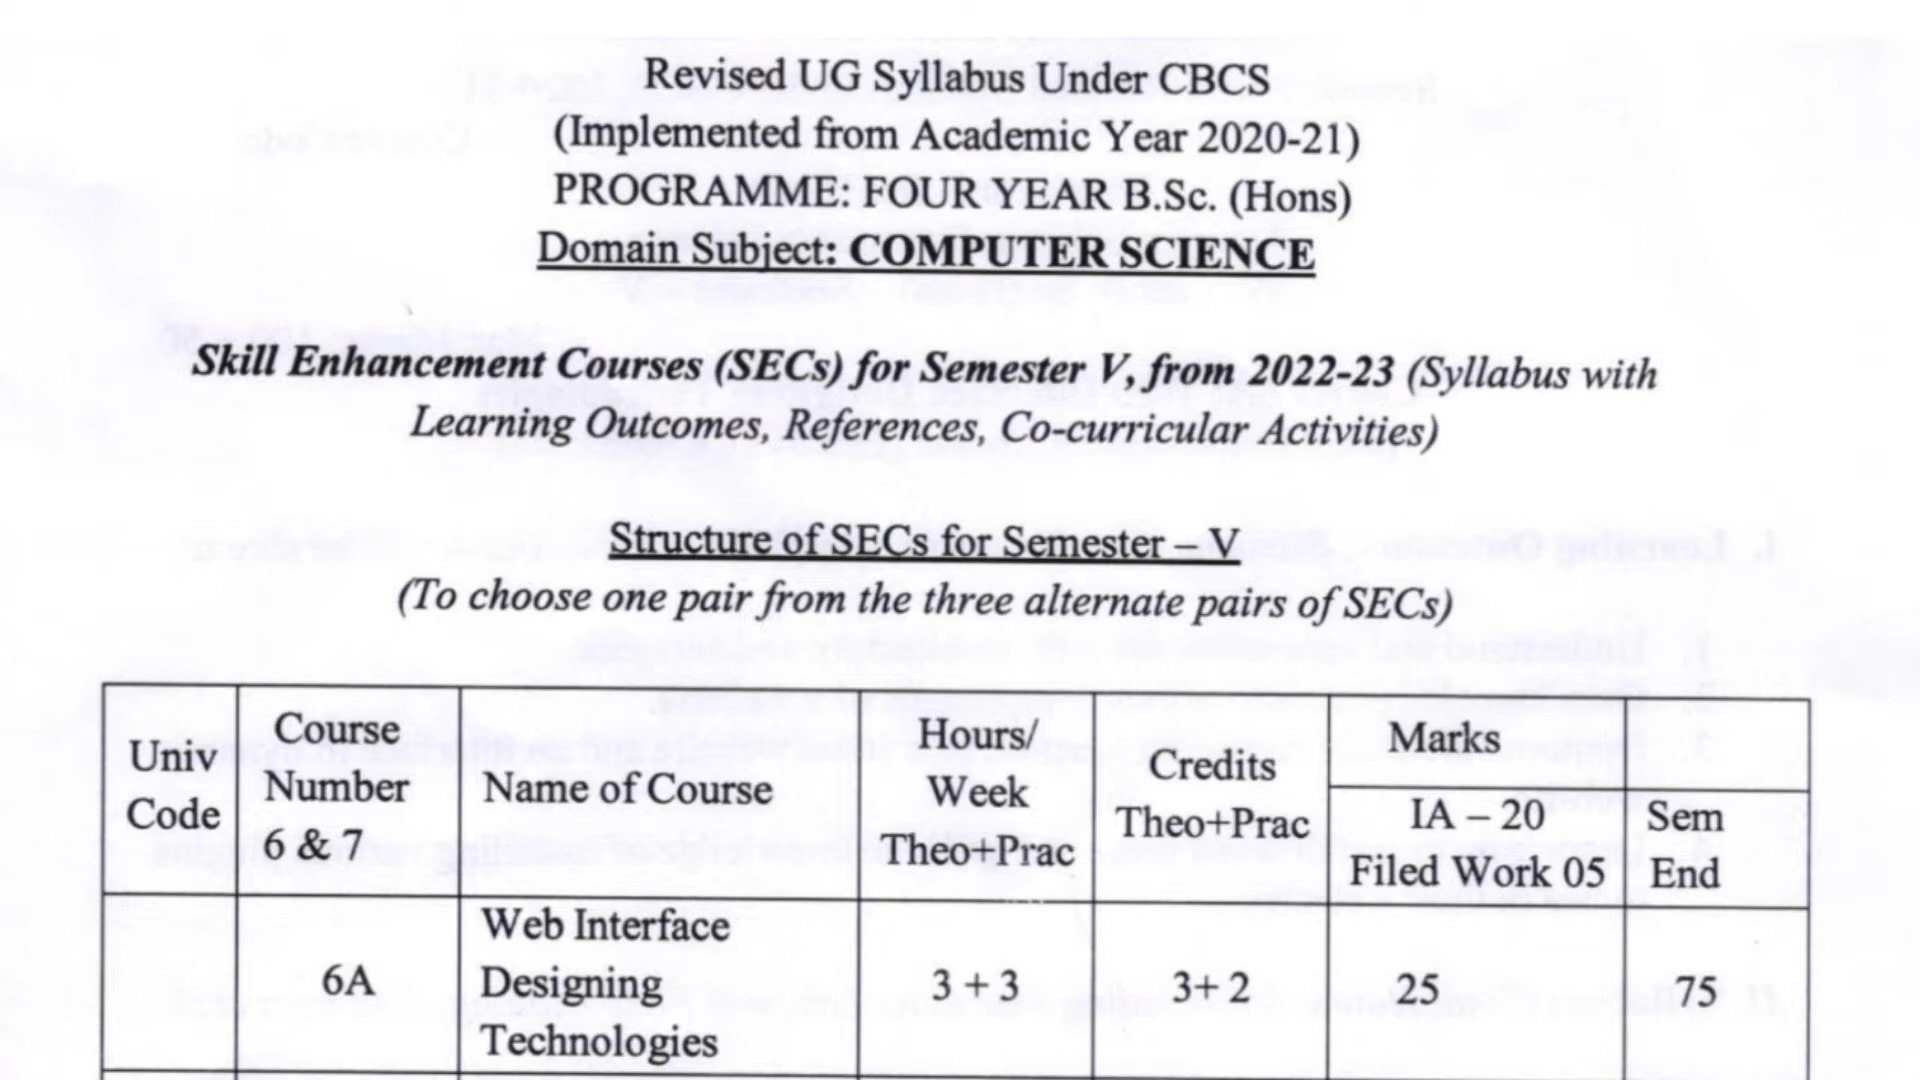 Revised UG Syllabus Under CBCS
(Implemented from Academic Year 2020-21)
PROGRAMME: FOUR YEAR B.Sc. (Hons)
Domain Subject: COMPUTER SCIENCE
Skill Enhancement Courses (SECs) for Semester V, from 2022-23 (Syllabus with
Learning Outcomes, References, Co-curricular Activities)
Structure of SECs for Semester – V
(To choose one pair from the three alternate pairs of SECs)
Univ
Code
Course
Number
6 & 7
Name of Course
Hours/
Week
Theo+Prac
Credits
Theo+Prac
Marks
IA – 20
Filed Work 05
Sem
End
6A
Web Interface
Designing
Technologies
3 + 3
3+ 2
25
75